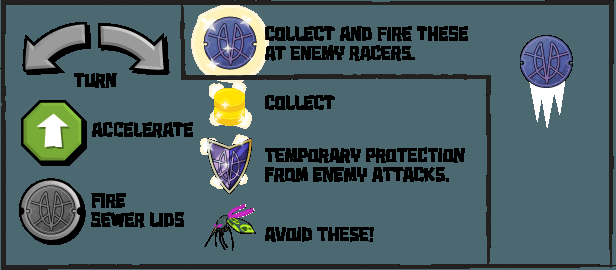 TURN
ACCELERATE
FIRE
SEWER LIDS
COLLECT AND FIRE THESE
AT ENEMY RACERS.
COLLECT
TEMPORARY PROTECTION
FROM ENEMY ATTACKS.
AVOID THESE!